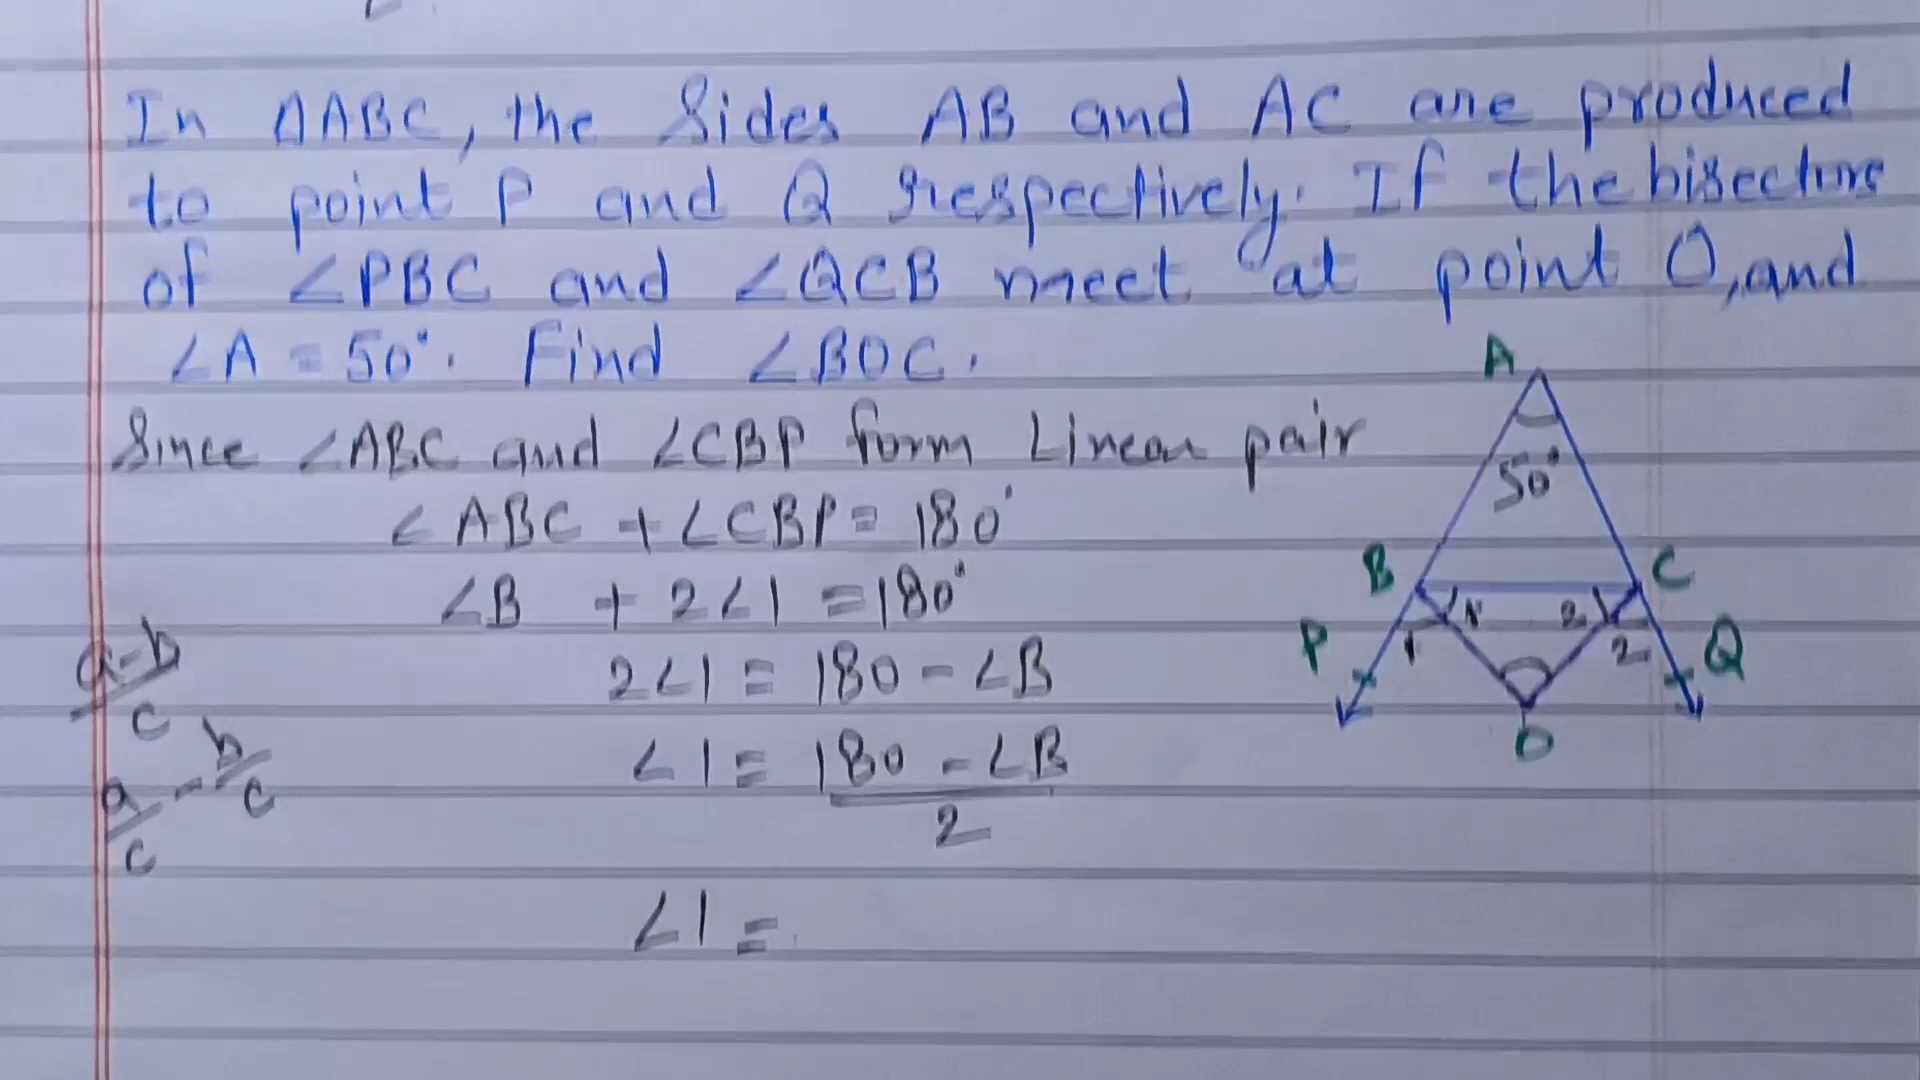 In ΔABC, the Sides AB and AC are produced
to point P and Q respectively. If the bisectors
of ∠PBC and ∠QCB meet at point O, and
∠A = 50°. Find ∠BOC.
Since ∠ABC and ∠CBP form Linear pair
∠ABC + ∠CBP = 180°
∠B + 2∠1 = 180°
2∠1 = 180 - ∠B
∠1 = 180 - ∠B
2
∠1 =
a-b
c
a/c - b/c
A
50°
B
C
1
1
2
2
P
Q
O